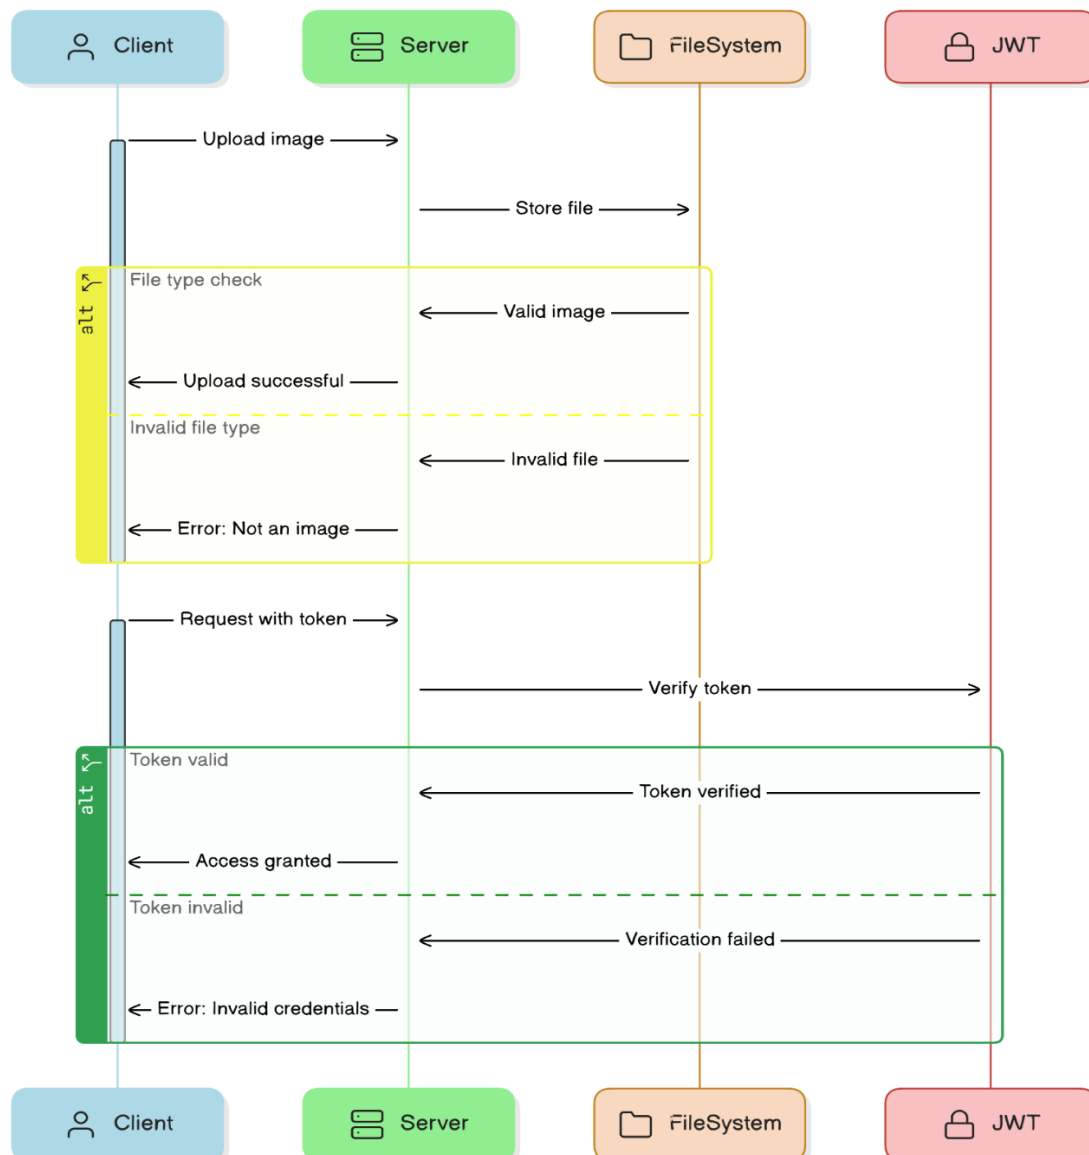 Client
Server
FileSystem
JWT
Upload image
Store file
alt
File type check
Valid image
Upload successful
Invalid file type
Invalid file
Error: Not an image
Request with token
Verify token
alt
Token valid
Token verified
Access granted
Token invalid
Verification failed
Error: Invalid credentials
Client
Server
FileSystem
JWT